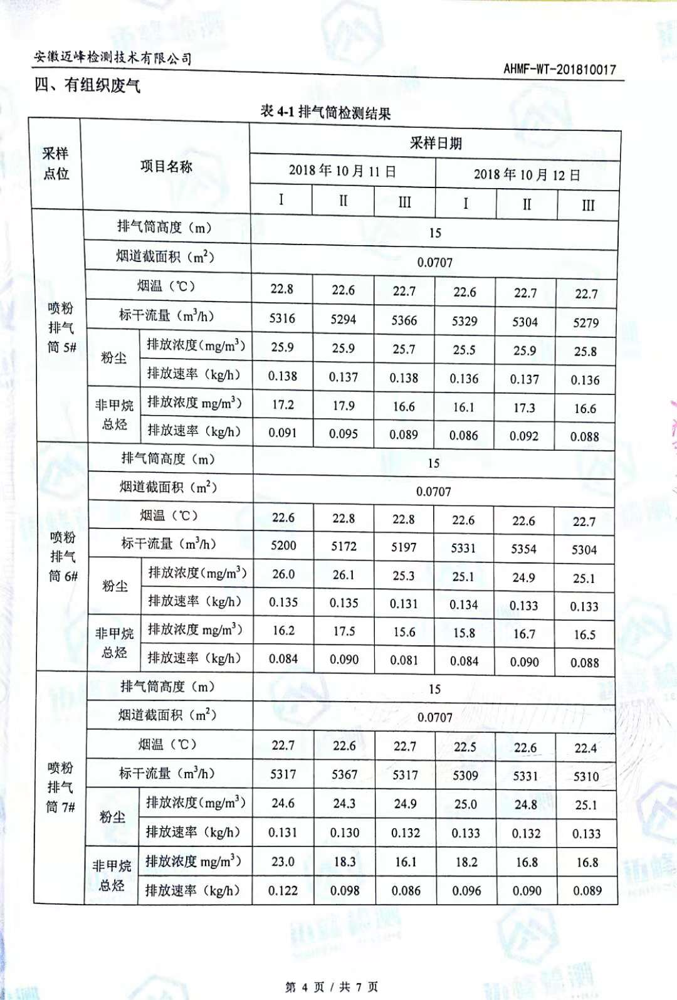 安徽迈峰检测技术有限公司
AHMF-WT-201810017
四、有组织废气
表 4-1 排气筒检测结果
采样点位 项目名称 采样日期
2018 年 10 月 11 日 2018 年 10 月 12 日
I II III I II III
喷粉排气筒 5#
排气筒高度（m） 15
烟道截面积（m²） 0.0707
烟温（℃） 22.8 22.6 22.7 22.6 22.7 22.7
标干流量（m³/h） 5316 5294 5366 5329 5304 5279
粉尘 排放浓度（mg/m³） 25.9 25.9 25.7 25.5 25.9 25.8
排放速率（kg/h） 0.138 0.137 0.138 0.136 0.137 0.136
非甲烷总烃 排放浓度 mg/m³） 17.2 17.9 16.6 16.1 17.3 16.6
排放速率（kg/h） 0.091 0.095 0.089 0.086 0.092 0.088
喷粉排气筒 6#
排气筒高度（m） 15
烟道截面积（m²） 0.0707
烟温（℃） 22.6 22.8 22.8 22.6 22.6 22.7
标干流量（m³/h） 5200 5172 5197 5331 5354 5304
粉尘 排放浓度（mg/m³） 26.0 26.1 25.3 25.1 24.9 25.1
排放速率（kg/h） 0.135 0.135 0.131 0.134 0.133 0.133
非甲烷总烃 排放浓度 mg/m³） 16.2 17.5 15.6 15.8 16.7 16.5
排放速率（kg/h） 0.084 0.090 0.081 0.084 0.090 0.088
喷粉排气筒 7#
排气筒高度（m） 15
烟道截面积（m²） 0.0707
烟温（℃） 22.7 22.6 22.7 22.5 22.6 22.4
标干流量（m³/h） 5317 5367 5317 5309 5331 5310
粉尘 排放浓度（mg/m³） 24.6 24.3 24.9 25.0 24.8 25.1
排放速率（kg/h） 0.131 0.130 0.132 0.133 0.132 0.133
非甲烷总烃 排放浓度 mg/m³） 23.0 18.3 16.1 18.2 16.8 16.8
排放速率（kg/h） 0.122 0.098 0.086 0.096 0.090 0.089
第 4 页 / 共 7 页